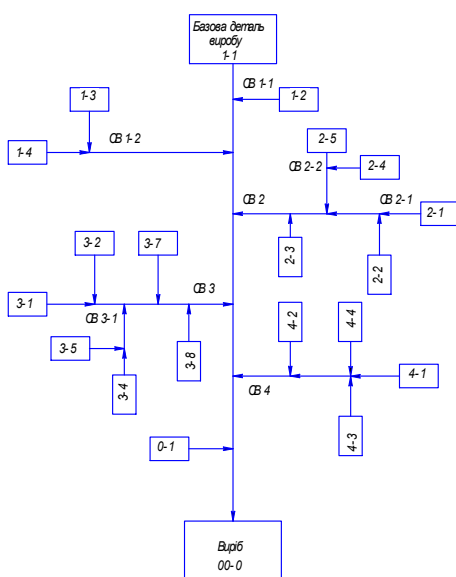 Базова деталь
виробу
1-1
СВ 1-1
1-2
1-3
СВ 1-2
1-4
2-5
СВ 2-2
2-4
СВ 2
СВ 2-1
2-1
2-3
2-2
3-2
3-7
3-1
СВ 3
СВ 3-1
3-5
3-4
3-8
4-2
4-4
4-1
СВ 4
4-3
0-1
Виріб
00-0